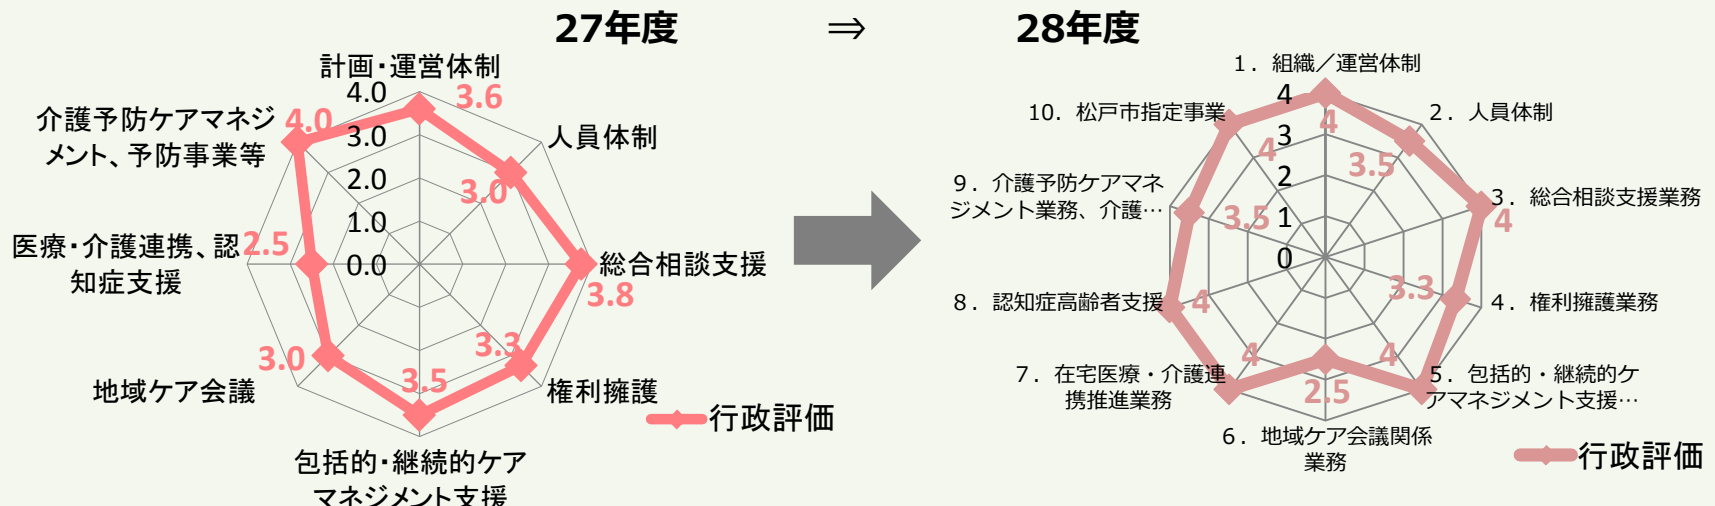 27年度 ⇒ 28年度
計画・運営体制
4.0
3.0
2.0
1.0
0.0
3.6
人員体制
3.0
総合相談支援
3.8
権利擁護
3.3
包括的・継続的ケア
マネジメント支援
3.5
地域ケア会議
3.0
医療・介護連携、認
知症支援
2.5
介護予防ケアマネジ
メント、予防事業等
4.0
行政評価
1．組織／運営体制
4
3
2
1
0
4
2．人員体制
3.5
3．総合相談支援業務
4
4．権利擁護業務
3.3
5．包括的・継続的ケ
アマネジメント支援…
4
6．地域ケア会議関係
業務
2.5
7．在宅医療・介護連
携推進業務
4
8．認知症高齢者支援
4
9．介護予防ケアマネ
ジメント業務、介護…
3.5
10．松戸市指定事業
4
行政評価